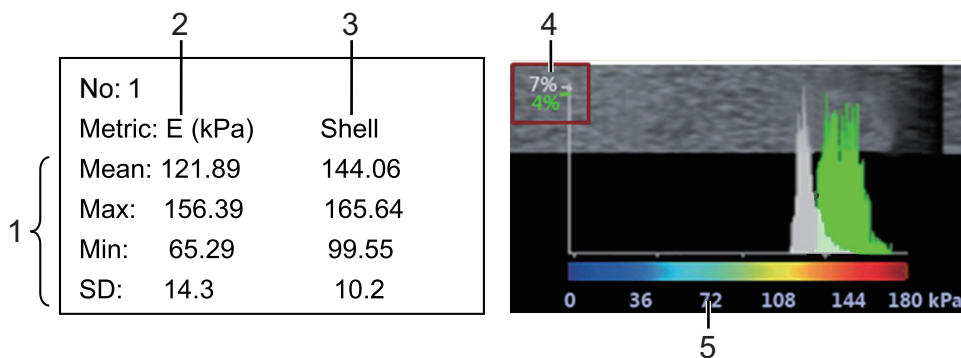 2
3
4
No: 1
Metric: E (kPa) Shell
Mean: 121.89 144.06
Max: 156.39 165.64
Min: 65.29 99.55
SD: 14.3 10.2
1
7%
4%
0 36 72 108 144 180 kPa
5